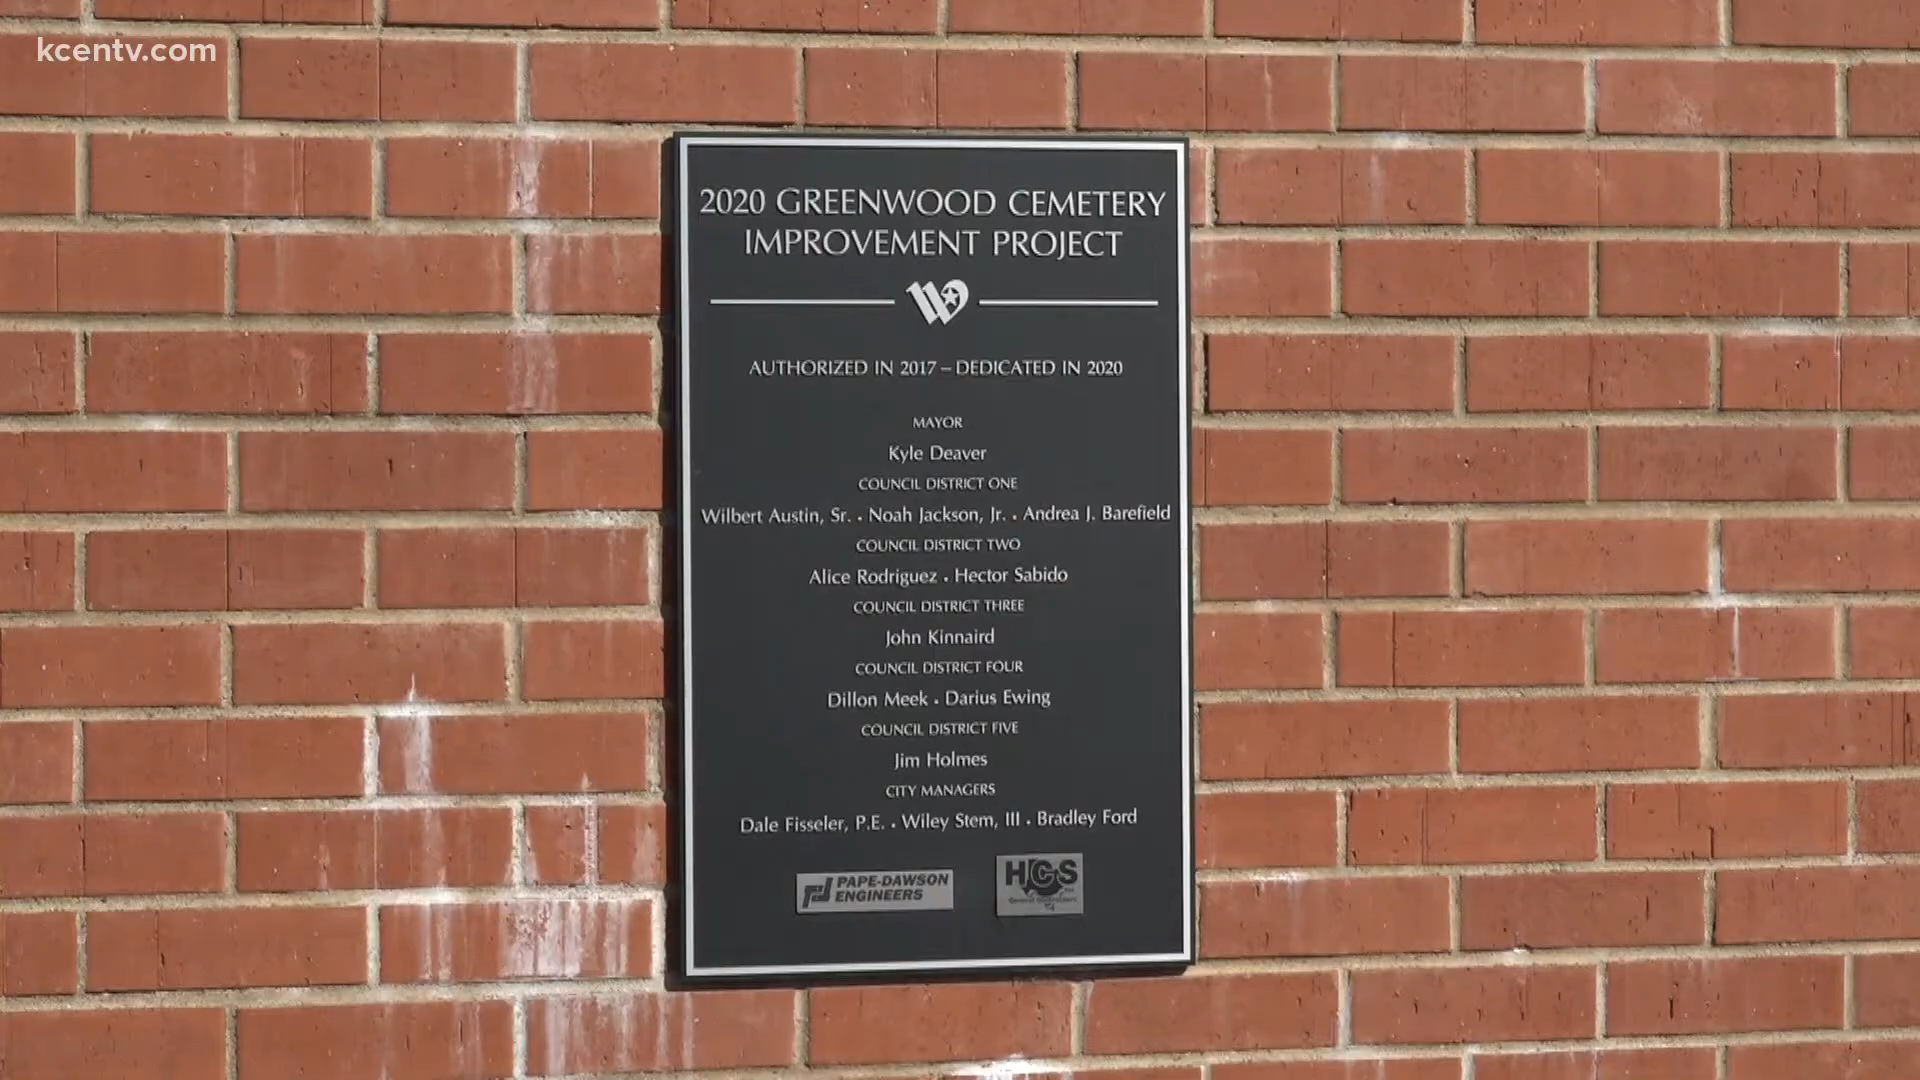 kcentv.com
2020 GREENWOOD CEMETERY
IMPROVEMENT PROJECT
W
AUTHORIZED IN 2017 – DEDICATED IN 2020
MAYOR
Kyle Deaver
COUNCIL DISTRICT ONE
Wilbert Austin, Sr. • Noah Jackson, Jr. • Andrea J. Barefield
COUNCIL DISTRICT TWO
Alice Rodriguez • Hector Sabido
COUNCIL DISTRICT THREE
John Kinnaird
COUNCIL DISTRICT FOUR
Dillon Meek • Darius Ewing
COUNCIL DISTRICT FIVE
Jim Holmes
CITY MANAGERS
Dale Fisseler, P.E. • Wiley Stem, III • Bradley Ford
PAPE-DAWSON
ENGINEERS
HCS
General Contractors